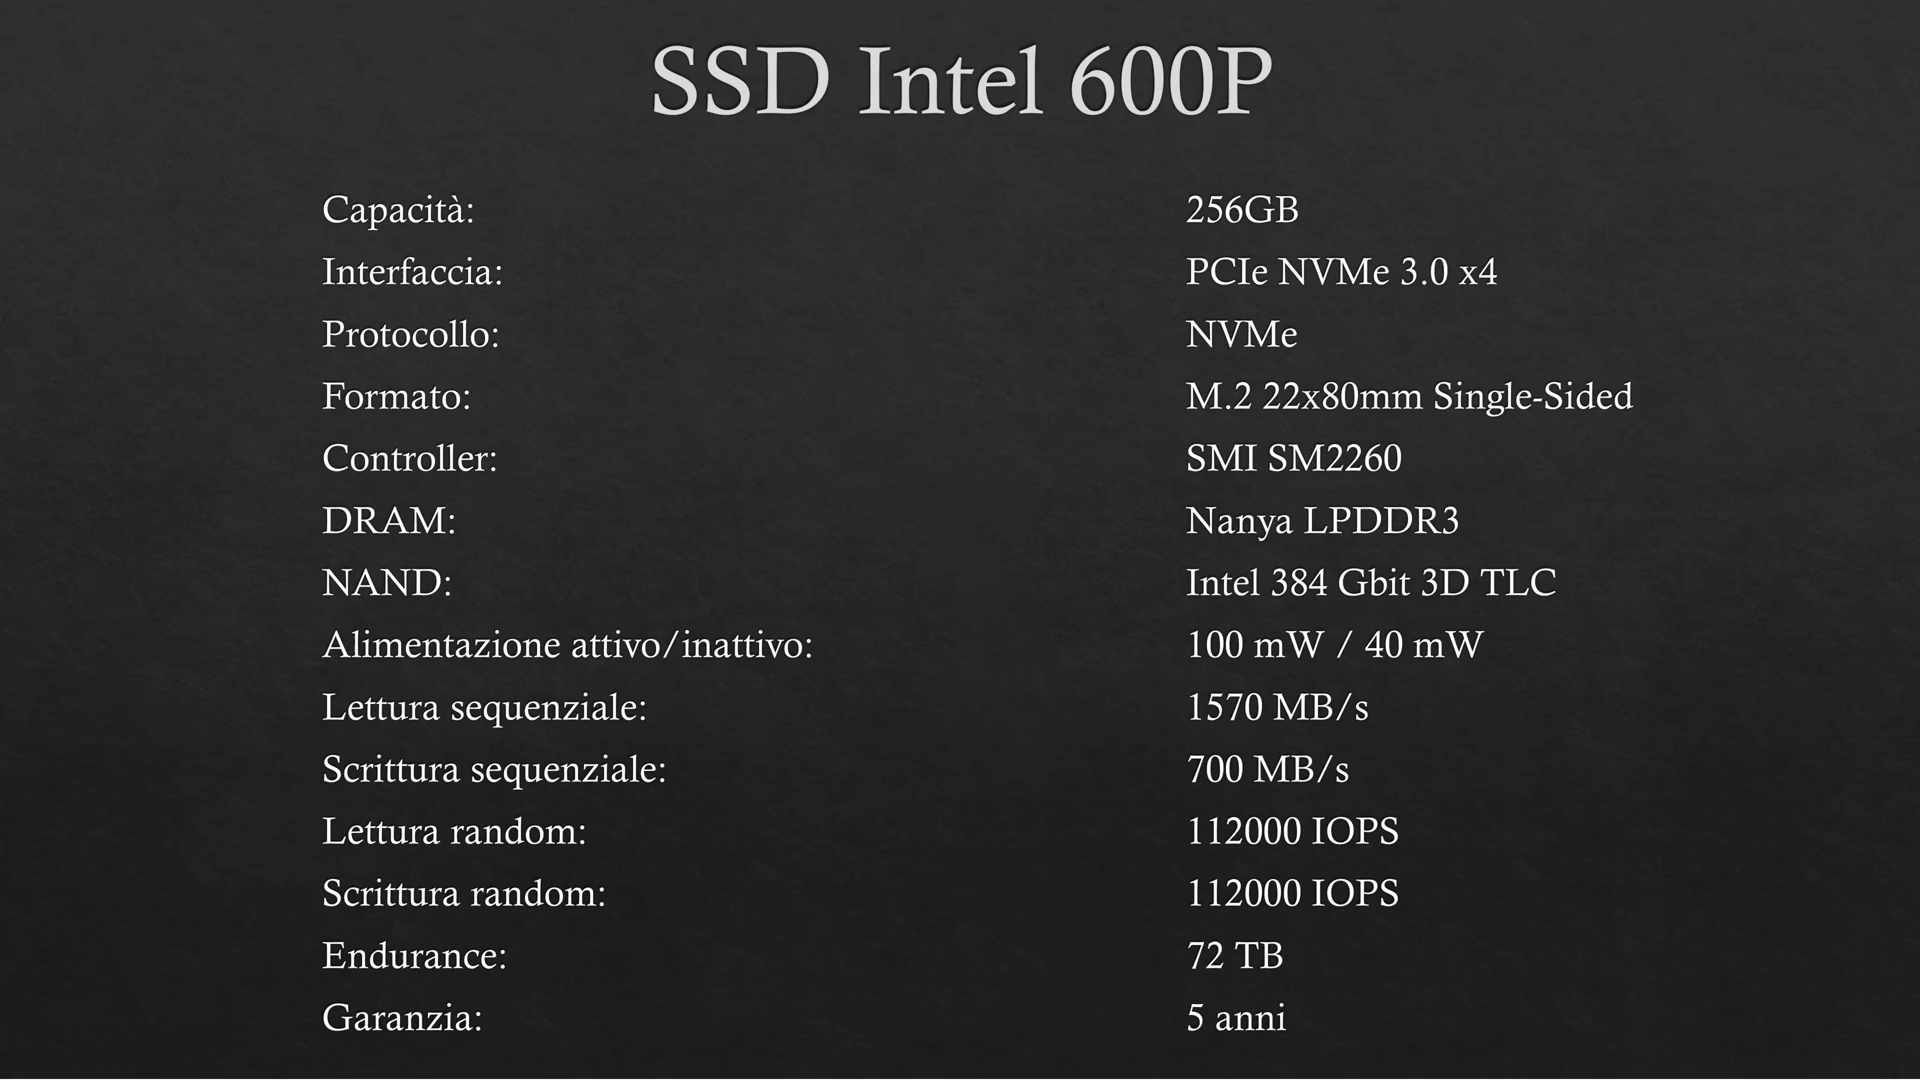 SSD Intel 600P
Capacità: 256GB
Interfaccia: PCIe NVMe 3.0 x4
Protocollo: NVMe
Formato: M.2 22x80mm Single-Sided
Controller: SMI SM2260
DRAM: Nanya LPDDR3
NAND: Intel 384 Gbit 3D TLC
Alimentazione attivo/inattivo: 100 mW / 40 mW
Lettura sequenziale: 1570 MB/s
Scrittura sequenziale: 700 MB/s
Lettura random: 112000 IOPS
Scrittura random: 112000 IOPS
Endurance: 72 TB
Garanzia: 5 anni